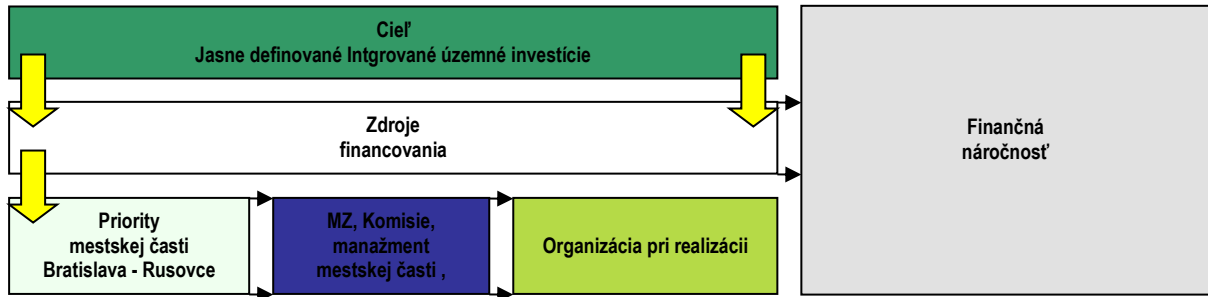 Cieľ
Jasne definované Intgrované územné investície
Zdroje
financovania
Finančná
náročnosť
Priority
mestskej časti
Bratislava - Rusovce
MZ, Komisie,
manažment
mestskej časti ,
Organizácia pri realizácii